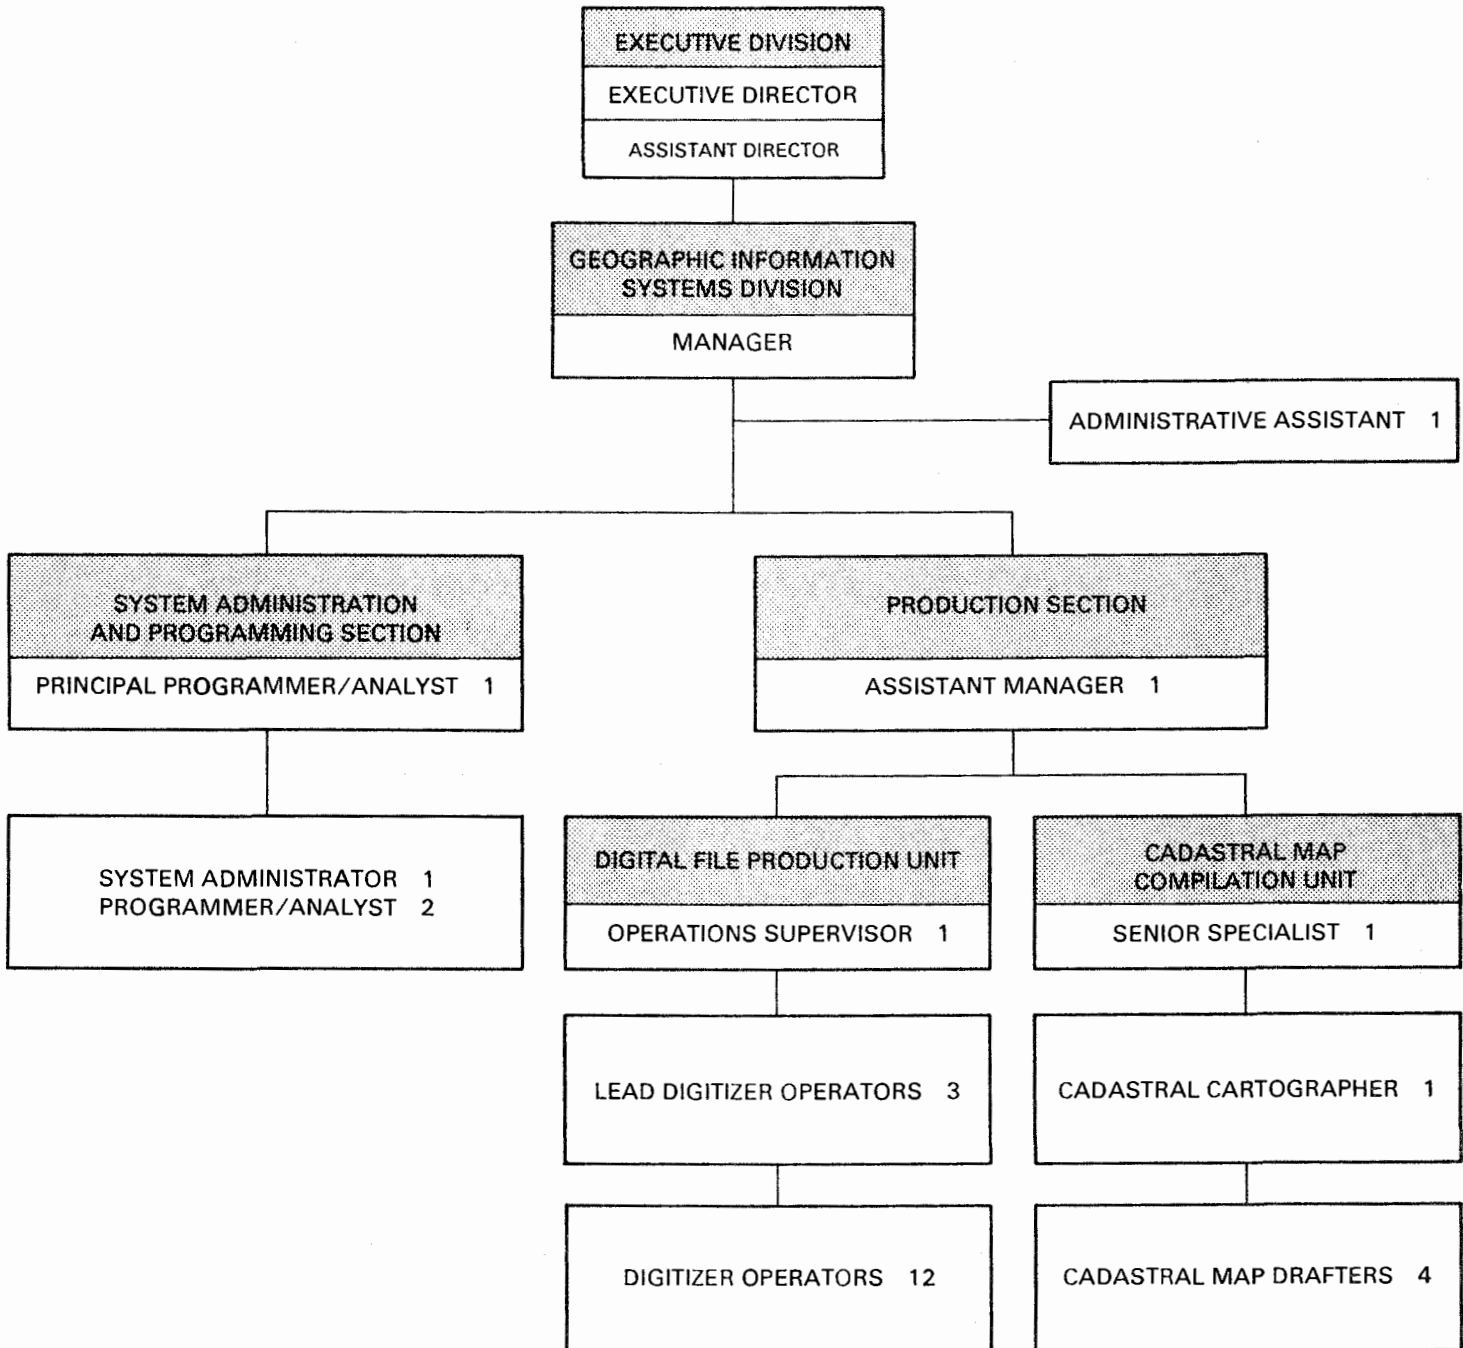 EXECUTIVE DIVISION
EXECUTIVE DIRECTOR
ASSISTANT DIRECTOR
GEOGRAPHIC INFORMATION
SYSTEMS DIVISION
MANAGER
ADMINISTRATIVE ASSISTANT 1
SYSTEM ADMINISTRATION
AND PROGRAMMING SECTION
PRINCIPAL PROGRAMMER/ANALYST 1
PRODUCTION SECTION
ASSISTANT MANAGER 1
SYSTEM ADMINISTRATOR 1
PROGRAMMER/ANALYST 2
DIGITAL FILE PRODUCTION UNIT
OPERATIONS SUPERVISOR 1
CADASTRAL MAP
COMPILATION UNIT
SENIOR SPECIALIST 1
LEAD DIGITIZER OPERATORS 3
CADASTRAL CARTOGRAPHER 1
DIGITIZER OPERATORS 12
CADASTRAL MAP DRAFTERS 4